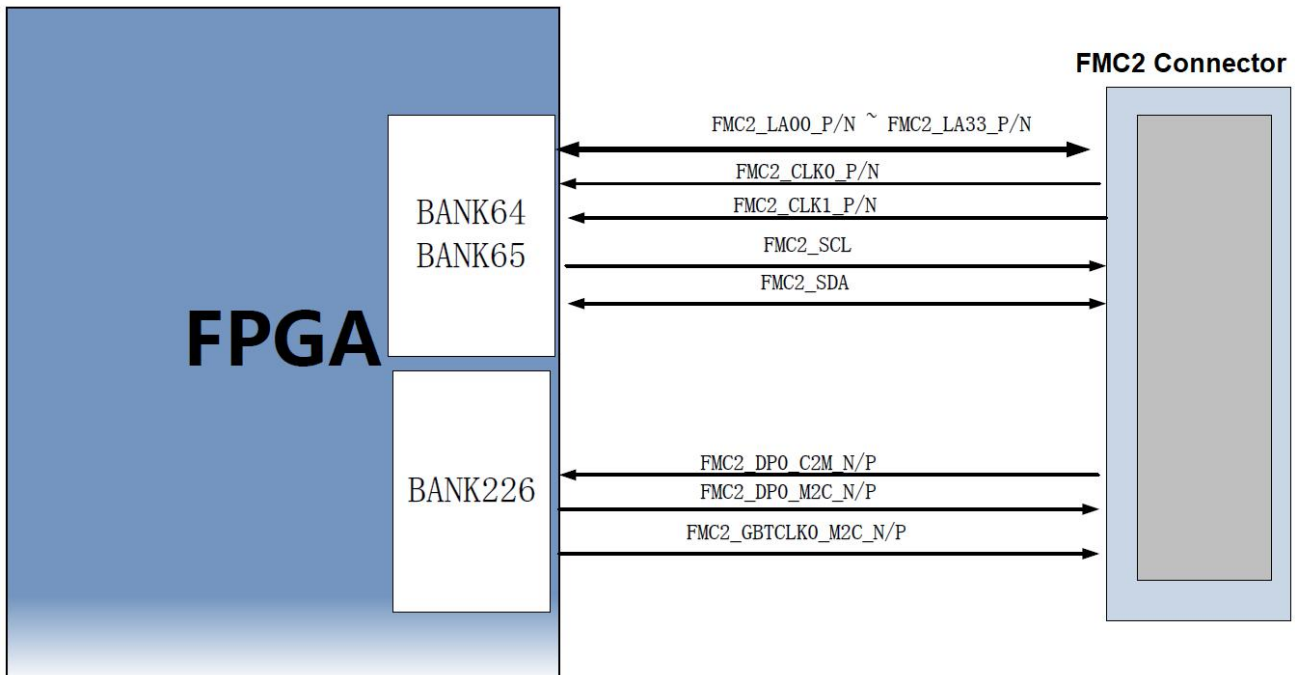 FMC2 Connector
FMC2_LA00_P/N ~ FMC2_LA33_P/N
FMC2_CLK0_P/N
FMC2_CLK1_P/N
FMC2_SCL
FMC2_SDA
BANK64
BANK65
FPGA
BANK226
FMC2_DP0_C2M_N/P
FMC2_DP0_M2C_N/P
FMC2_GBTCLK0_M2C_N/P